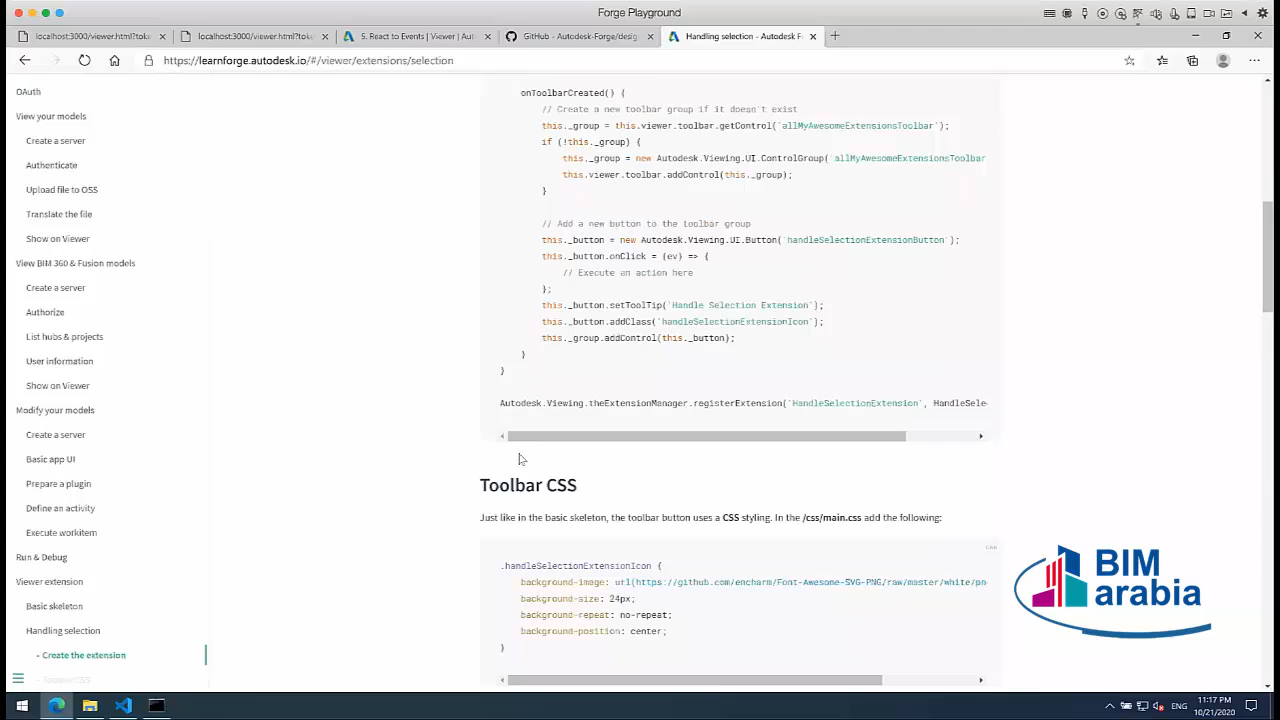 Forge Playground
localhost:3000/viewer.html?toke
localhost:3000/viewer.html?toke
5. React to Events | Viewer | Aut
GitHub - Autodesk-Forge/desig
Handling selection - Autodesk F
https://learnforge.autodesk.io/#/viewer/extensions/selection
OAuth
View your models
Create a server
Authenticate
Upload file to OSS
Translate the file
Show on Viewer
View BIM 360 & Fusion models
Create a server
Authorize
List hubs & projects
User information
Show on Viewer
Modify your models
Create a server
Basic app UI
Prepare a plugin
Define an activity
Execute workitem
Run & Debug
Viewer extension
Basic skeleton
Handling selection
- Create the extension
- Toolbar CSS
onToolbarCreated() {
// Create a new toolbar group if it doesn't exist
this._group = this.viewer.toolbar.getControl('allMyAwesomeExtensionsToolbar');
if (!this._group) {
this._group = new Autodesk.Viewing.UI.ControlGroup('allMyAwesomeExtensionsToolbar
this.viewer.toolbar.addControl(this._group);
}
// Add a new button to the toolbar group
this._button = new Autodesk.Viewing.UI.Button('handleSelectionExtensionButton');
this._button.onClick = (ev) => {
// Execute an action here
};
this._button.setToolTip('Handle Selection Extension');
this._button.addClass('handleSelectionExtensionIcon');
this._group.addControl(this._button);
}
}
Autodesk.Viewing.theExtensionManager.registerExtension('HandleSelectionExtension', HandleSele
Toolbar CSS
Just like in the basic skeleton, the toolbar button uses a CSS styling. In the /css/main.css add the following:
css
.handleSelectionExtensionIcon {
background-image: url(https://github.com/encharm/Font-Awesome-SVG-PNG/raw/master/white/pn
background-size: 24px;
background-repeat: no-repeat;
background-position: center;
}
BIM
arabia
ENG
11:17 PM
10/21/2020